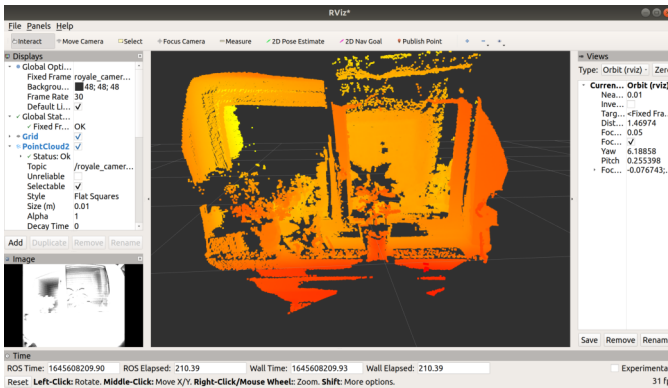 RViz*
File Panels Help
Interact Move Camera Select Focus Camera Measure 2D Pose Estimate 2D Nav Goal Publish Point
Displays
Global Opti...
Fixed Frame royale_camer...
Backgrou... 48; 48; 48
Frame Rate 30
Default Li...
Global Stat...
Fixed Fr... OK
Grid
PointCloud2
Status: Ok
Topic /royale_camer...
Unreliable
Selectable
Style Flat Squares
Size (m) 0.01
Alpha 1
Decay Time 0
Add Duplicate Remove Rename
Image
Views
Type: Orbit (rviz) Zero
Curren... Orbit (rviz)
Nea... 0.01
Inve...
Targ... <Fixed Fra...
Dist... 1.46974
Foc... 0.05
Foc...
Yaw 6.18858
Pitch 0.255398
Foc... -0.076743;...
Save Remove Renam
Time
ROS Time: 1645608209.90 ROS Elapsed: 210.39 Wall Time: 1645608209.93 Wall Elapsed: 210.39 Experimenta
Reset Left-Click: Rotate. Middle-Click: Move X/Y. Right-Click/Mouse Wheel: Zoom. Shift: More options. 31 fp